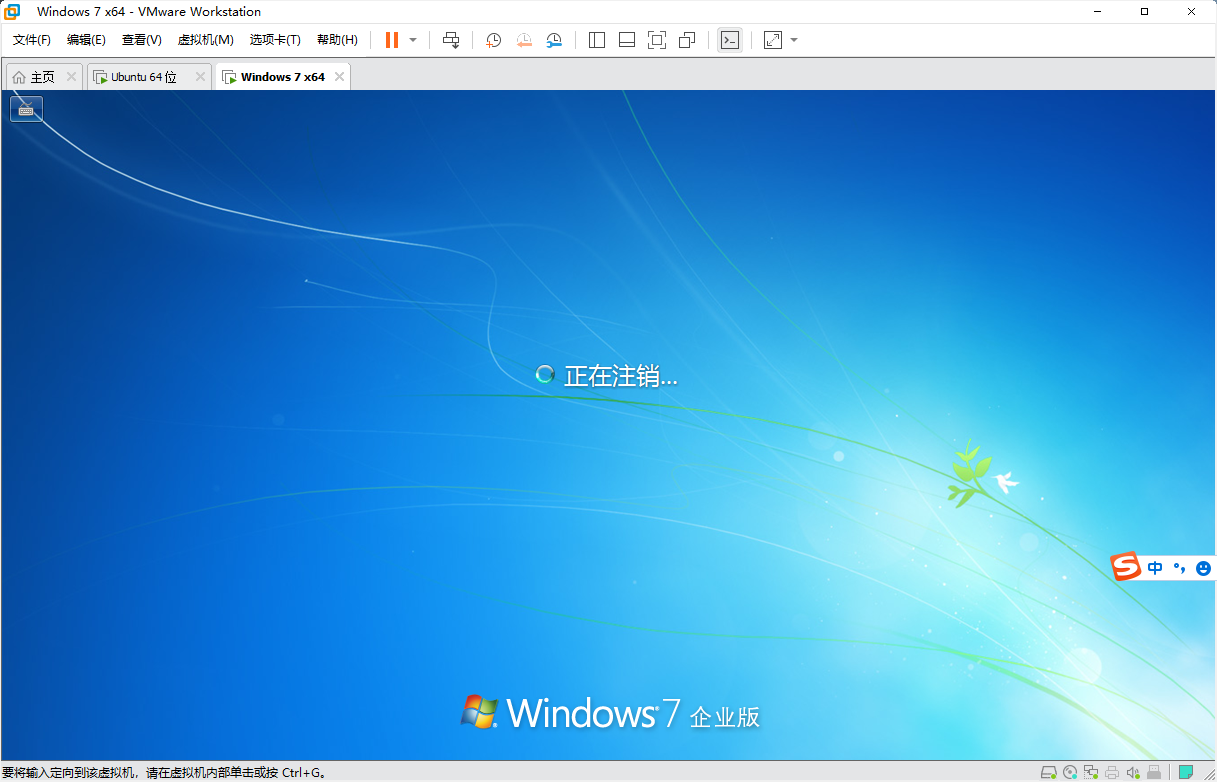 Windows 7 x64 - VMware Workstation
文件(F) 编辑(E) 查看(V) 虚拟机(M) 选项卡(T) 帮助(H)
主页 Ubuntu 64 位 Windows 7 x64
正在注销...
S 中 °,
Windows 7 企业版
要将输入定向到该虚拟机，请在虚拟机内部单击或按 Ctrl+G。